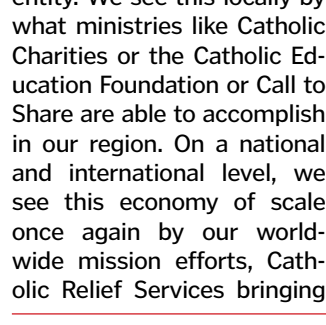 entity. We see this locally by
what ministries like Catholic
Charities or the Catholic Ed-
ucation Foundation or Call to
Share are able to accomplish
in our region. On a national
and international level, we
see this economy of scale
once again by our world-
wide mission efforts, Cath-
olic Relief Services bringing